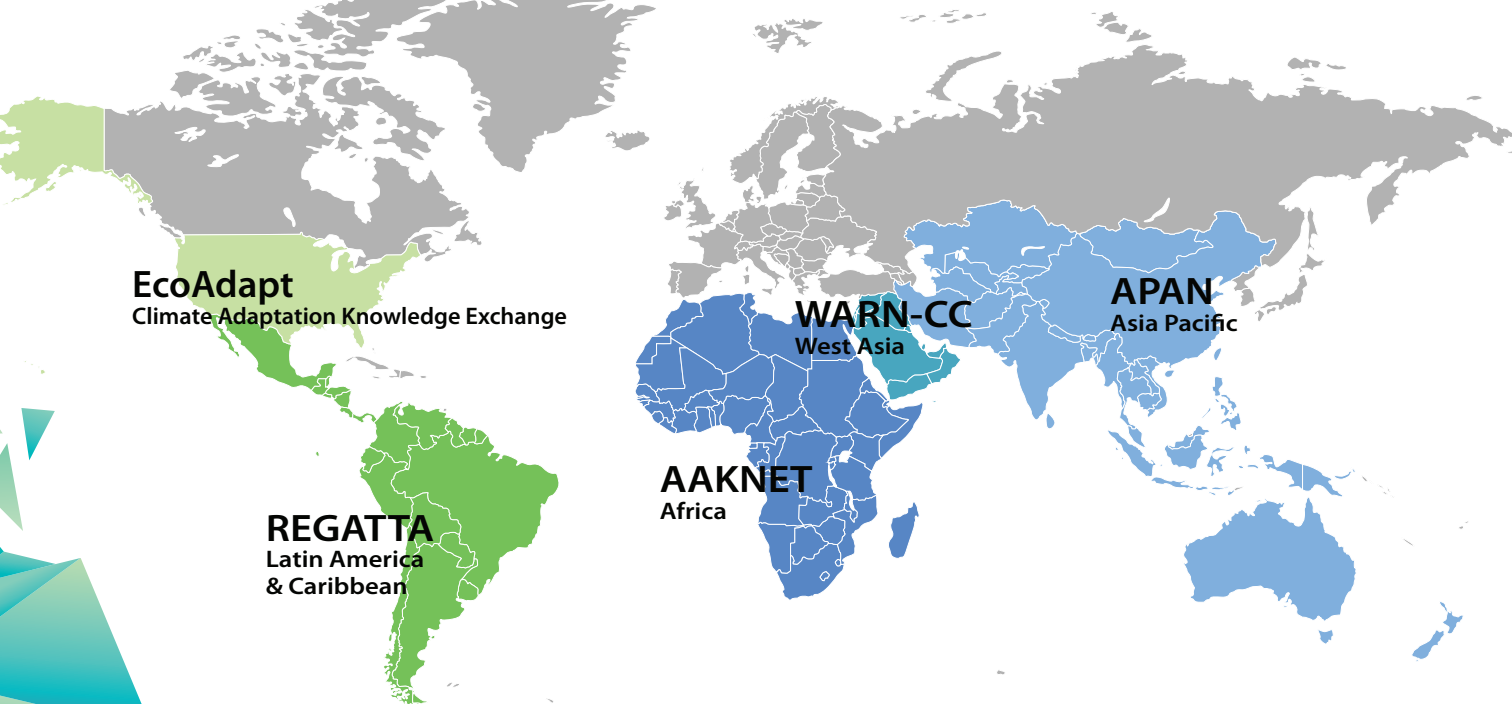 EcoAdapt
Climate Adaptation Knowledge Exchange
WARN-CC
West Asia
APAN
Asia Pacific
AAKNET
Africa
REGATTA
Latin America
& Caribbean